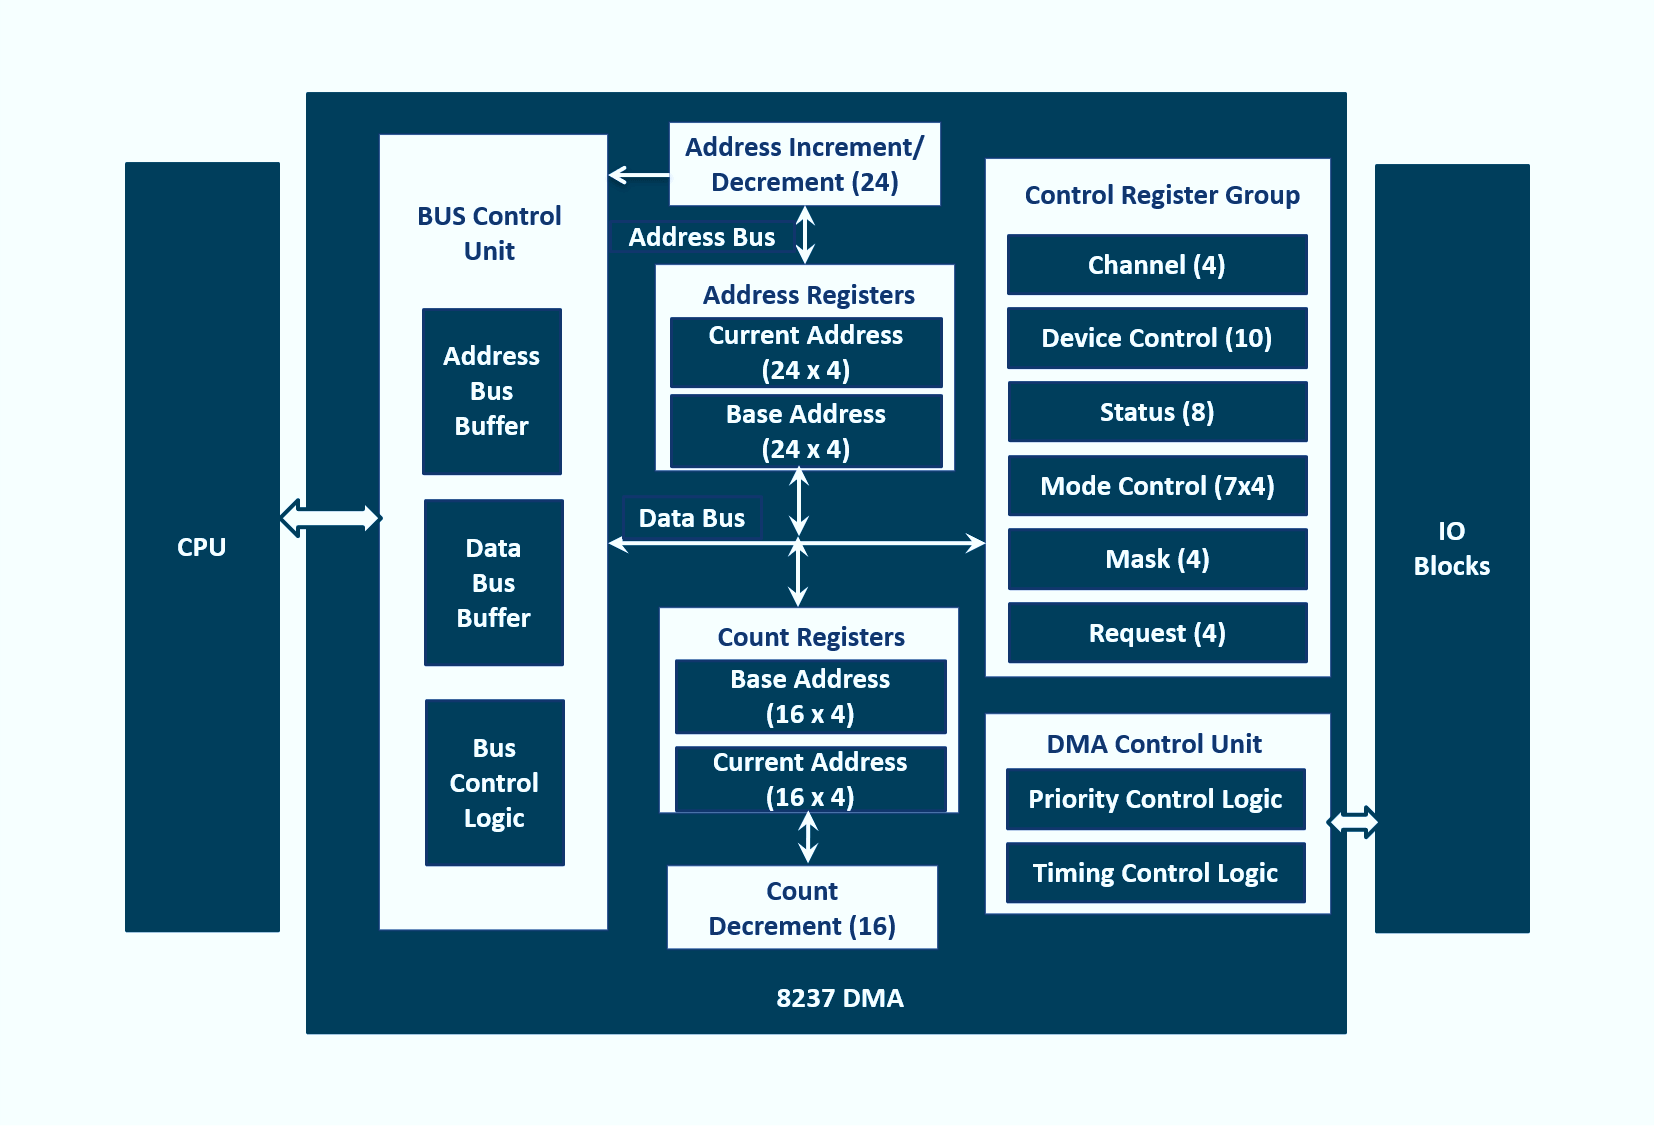 CPU
BUS Control
Unit
Address
Bus
Buffer
Data
Bus
Buffer
Bus
Control
Logic
Address Increment/
Decrement (24)
Address Bus
Address Registers
Current Address
(24 x 4)
Base Address
(24 x 4)
Data Bus
Count Registers
Base Address
(16 x 4)
Current Address
(16 x 4)
Count
Decrement (16)
Control Register Group
Channel (4)
Device Control (10)
Status (8)
Mode Control (7x4)
Mask (4)
Request (4)
DMA Control Unit
Priority Control Logic
Timing Control Logic
IO
Blocks
8237 DMA